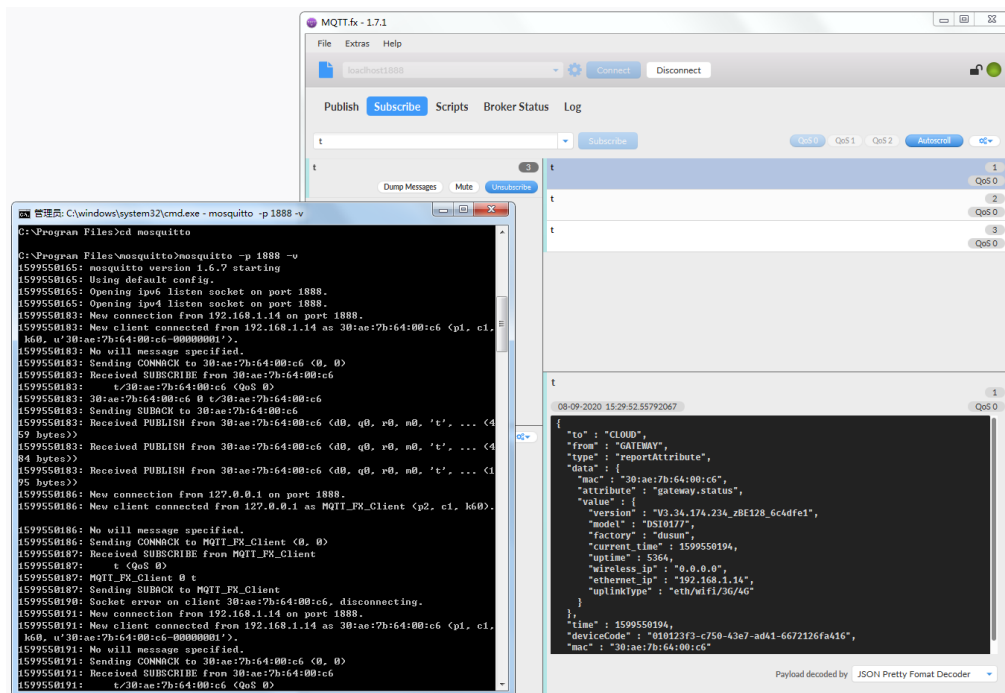 MQTT.fx - 1.7.1
File Extras Help
loaclhost1888
Connect
Disconnect
Publish
Subscribe
Scripts
Broker Status
Log
t
Subscribe
QoS 0
QoS 1
QoS 2
Autoscroll
t
3
Dump Messages
Mute
Unsubscribe
t
1
QoS 0
t
2
QoS 0
t
3
QoS 0
管理员: C:\windows\system32\cmd.exe - mosquitto -p 1888 -v
C:\Program Files>cd mosquitto
C:\Program Files\mosquitto>mosquitto -p 1888 -v
1599550165: mosquitto version 1.6.7 starting
1599550165: Using default config.
1599550165: Opening ipv6 listen socket on port 1888.
1599550165: Opening ipv4 listen socket on port 1888.
1599550183: New connection from 192.168.1.14 on port 1888.
1599550183: New client connected from 192.168.1.14 as 30:ae:7b:64:00:c6 (p1, c1,
k60, u'30:ae:7b:64:00:c6-00000001').
1599550183: No will message specified.
1599550183: Sending CONNACK to 30:ae:7b:64:00:c6 (0, 0)
1599550183: Received SUBSCRIBE from 30:ae:7b:64:00:c6
1599550183: t/30:ae:7b:64:00:c6 (QoS 0)
1599550183: 30:ae:7b:64:00:c6 0 t/30:ae:7b:64:00:c6
1599550183: Sending SUBACK to 30:ae:7b:64:00:c6
1599550183: Received PUBLISH from 30:ae:7b:64:00:c6 (d0, q0, r0, m0, 't', ... (4
59 bytes))
1599550183: Received PUBLISH from 30:ae:7b:64:00:c6 (d0, q0, r0, m0, 't', ... (4
84 bytes))
1599550183: Received PUBLISH from 30:ae:7b:64:00:c6 (d0, q0, r0, m0, 't', ... (1
95 bytes))
1599550186: New connection from 127.0.0.1 on port 1888.
1599550186: New client connected from 127.0.0.1 as MQTT_FX_Client (p2, c1, k60).
1599550186: No will message specified.
1599550186: Sending CONNACK to MQTT_FX_Client (0, 0)
1599550187: Received SUBSCRIBE from MQTT_FX_Client
1599550187: t (QoS 0)
1599550187: MQTT_FX_Client 0 t
1599550187: Sending SUBACK to MQTT_FX_Client
1599550190: Socket error on client 30:ae:7b:64:00:c6, disconnecting.
1599550191: New connection from 192.168.1.14 on port 1888.
1599550191: New client connected from 192.168.1.14 as 30:ae:7b:64:00:c6 (p1, c1,
k60, u'30:ae:7b:64:00:c6-00000001').
1599550191: No will message specified.
1599550191: Sending CONNACK to 30:ae:7b:64:00:c6 (0, 0)
1599550191: Received SUBSCRIBE from 30:ae:7b:64:00:c6
1599550191: t/30:ae:7b:64:00:c6 (QoS 0)
t
1
08-09-2020 15:29:52.55792067
QoS 0
{
"to" : "CLOUD",
"from" : "GATEWAY",
"type" : "reportAttribute",
"data" : {
"mac" : "30:ae:7b:64:00:c6",
"attribute" : "gateway.status",
"value" : {
"version" : "V3.34.174.234_zBE128_6c4dfe1",
"model" : "DSI0177",
"factory" : "dusun",
"current_time" : 1599550194,
"uptime" : 5364,
"wireless_ip" : "0.0.0.0",
"ethernet_ip" : "192.168.1.14",
"uplinkType" : "eth/wifi/3G/4G"
}
},
"time" : 1599550194,
"deviceCode" : "010123f3-c750-43e7-ad41-6672126fa416",
"mac" : "30:ae:7b:64:00:c6"
Payload decoded by
JSON Pretty Fomat Decoder